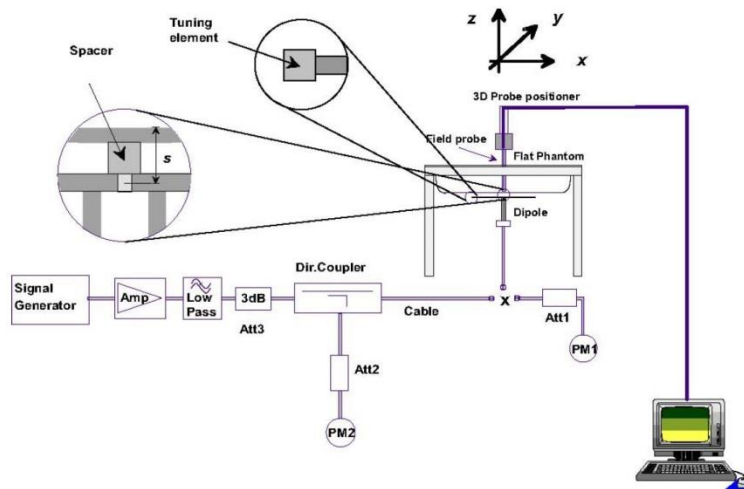 Tuning
element
Spacer
s
z
y
x
3D Probe positioner
Field probe
Flat Phantom
Dipole
Dir.Coupler
Signal
Generator
Amp
Low
Pass
3dB
Att3
Cable
x
Att1
PM1
Att2
PM2